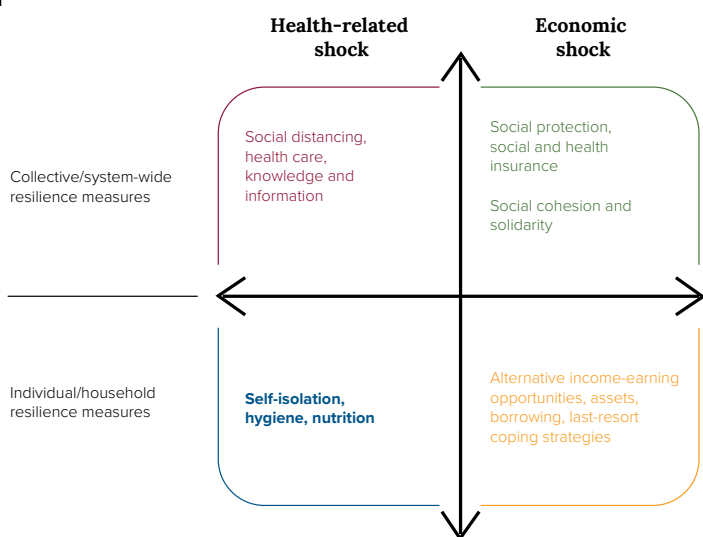 Health-related
shock
Economic
shock
Collective/system-wide
resilience measures
Social distancing,
health care,
knowledge and
information
Social protection,
social and health
insurance
Social cohesion and
solidarity
Individual/household
resilience measures
Self-isolation,
hygiene, nutrition
Alternative income-earning
opportunities, assets,
borrowing, last-resort
coping strategies